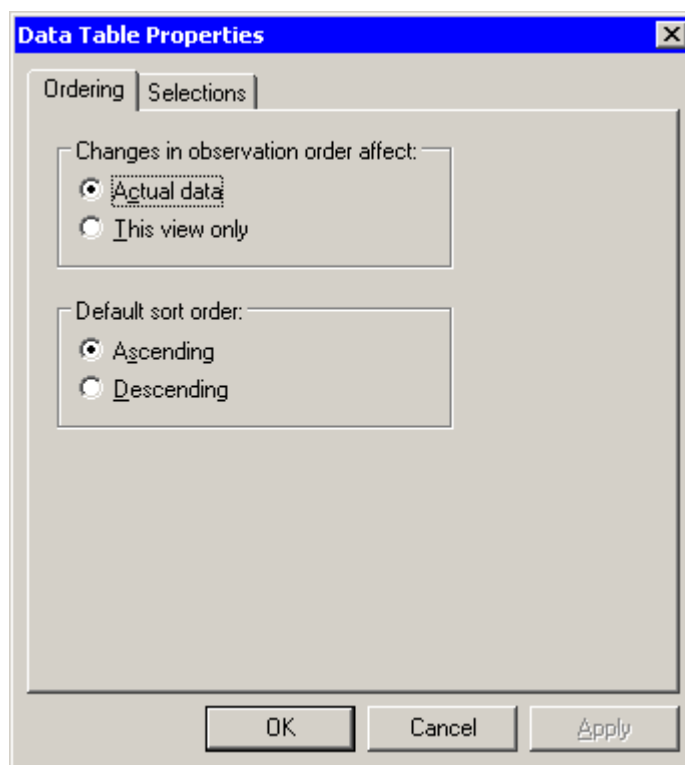 Data Table Properties
Ordering
Selections
Changes in observation order affect:
Actual data
This view only
Default sort order:
Ascending
Descending
OK
Cancel
Apply